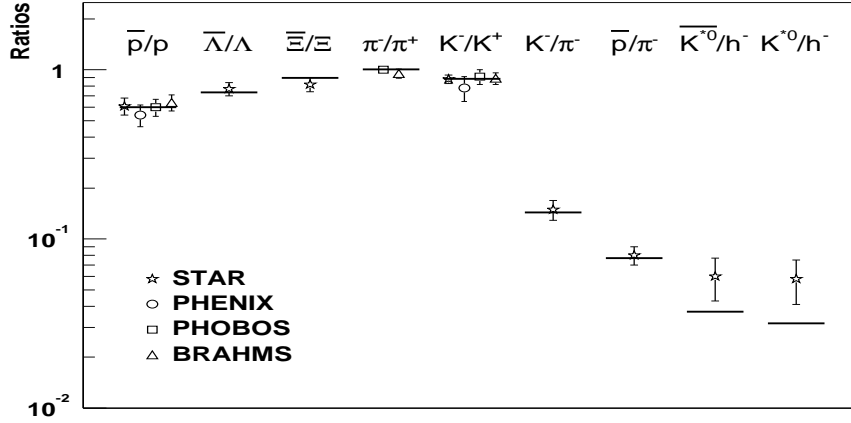 Ratios
p̅/p Λ̅/Λ Ξ̅/Ξ π⁻/π⁺ K⁻/K⁺ K⁻/π⁻ p̅/π⁻ K̅*⁰/h⁻ K*⁰/h⁻
1
10⁻¹
STAR
PHENIX
PHOBOS
BRAHMS
10⁻²